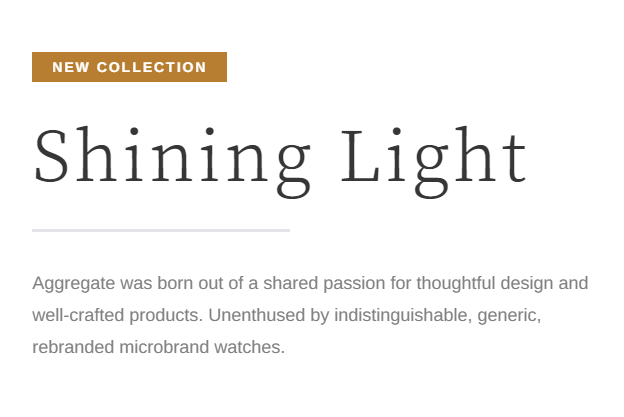 NEW COLLECTION
Shining Light
Aggregate was born out of a shared passion for thoughtful design and
well-crafted products. Unenthused by indistinguishable, generic,
rebranded microbrand watches.